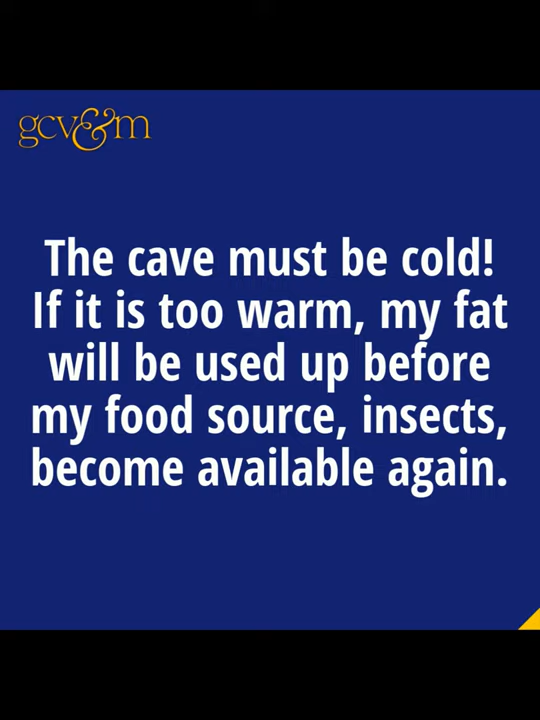 gcv&m
The cave must be cold!
If it is too warm, my fat
will be used up before
my food source, insects,
become available again.